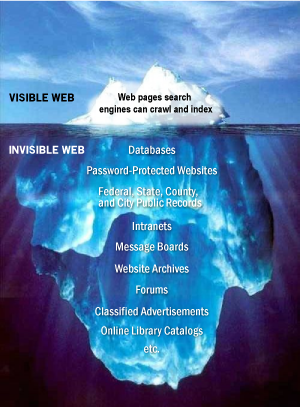 VISIBLE WEB
Web pages search
engines can crawl and index
INVISIBLE WEB
Databases
Password-Protected Websites
Federal, State, County,
and City Public Records
Intranets
Message Boards
Website Archives
Forums
Classified Advertisements
Online Library Catalogs
etc.